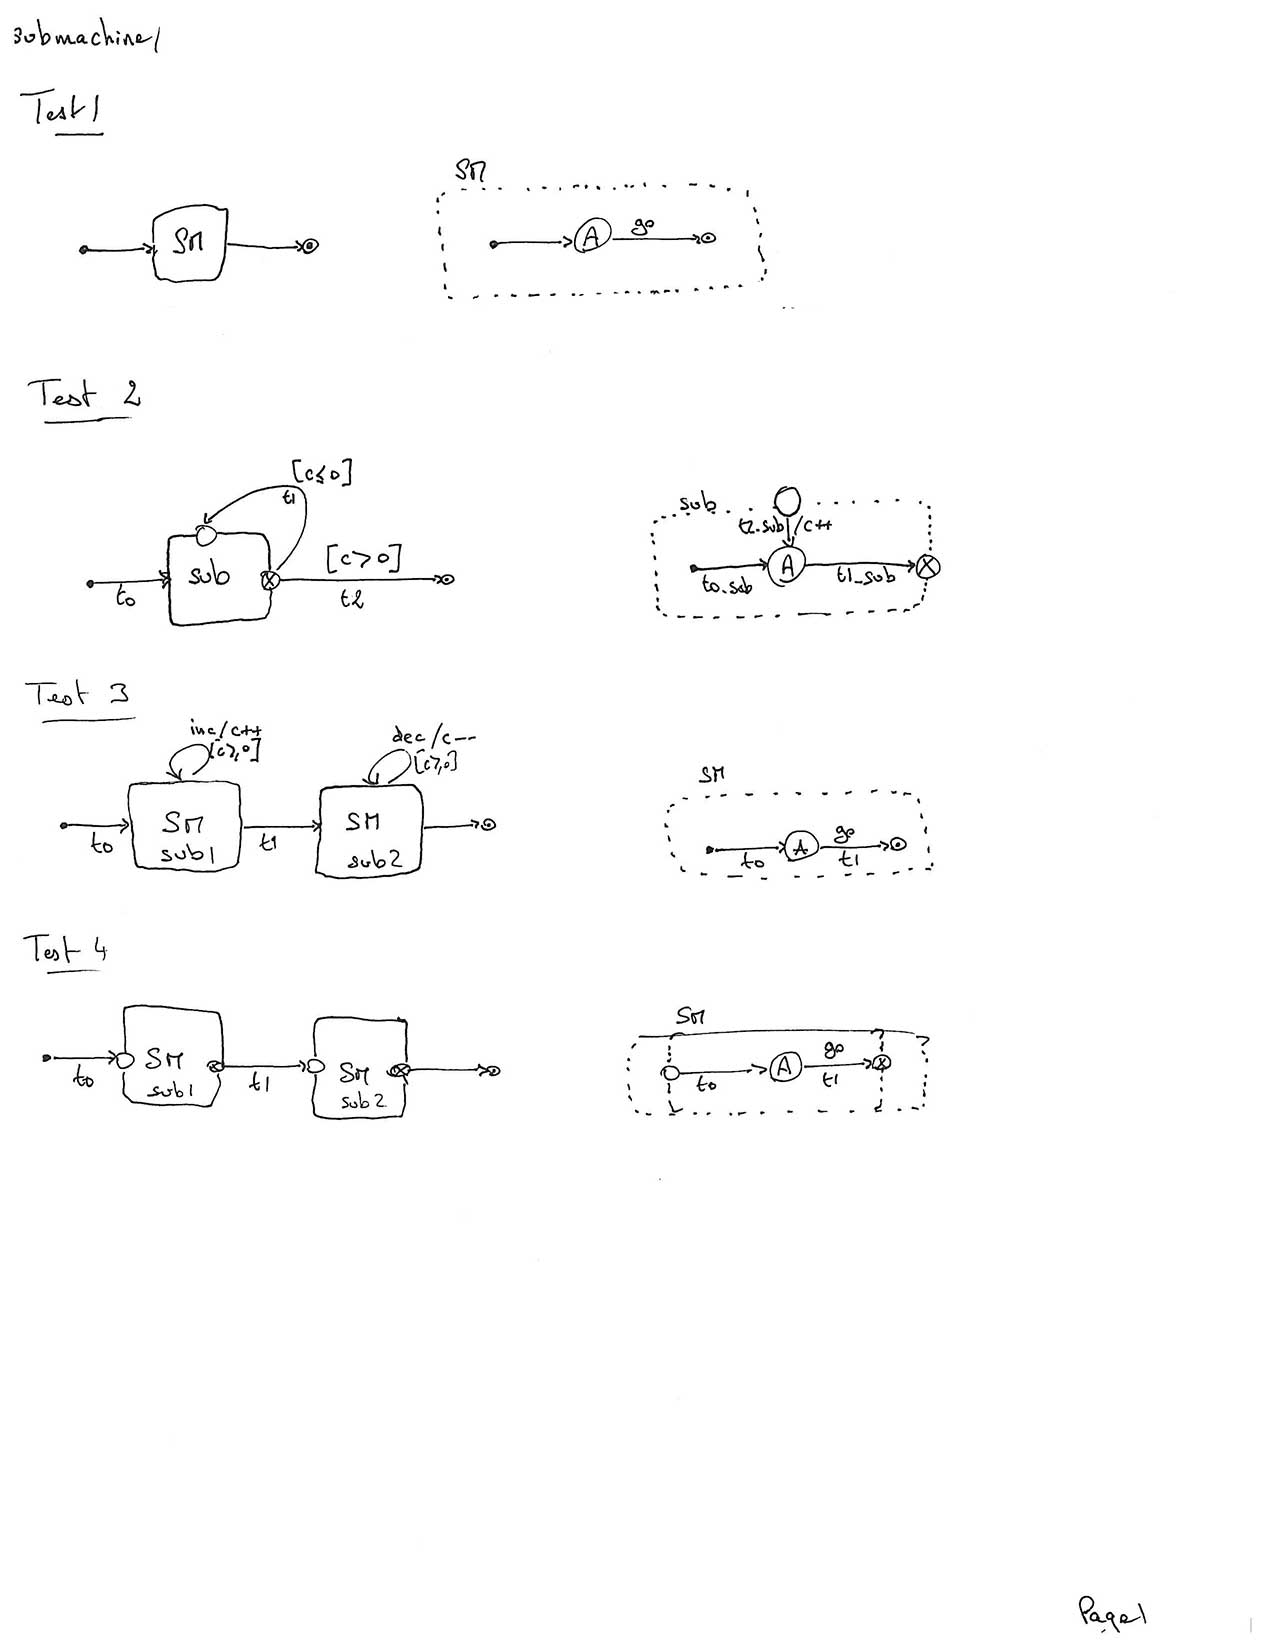 submachine/
Test1
SM
SM
A
go
Test 2
[c≤0]
t1
sub
[c>0]
t0
t2
sub
t2.sub/c++
A
t0.sub
t1_sub
Test 3
inc/c++
[c≥0]
dec/c--
[c≥0]
SM
sub1
SM
sub2
t0
t1
SM
A
go
t0
t1
Test 4
SM
sub1
SM
sub2
t0
t1
SM
A
go
t0
t1
Page1